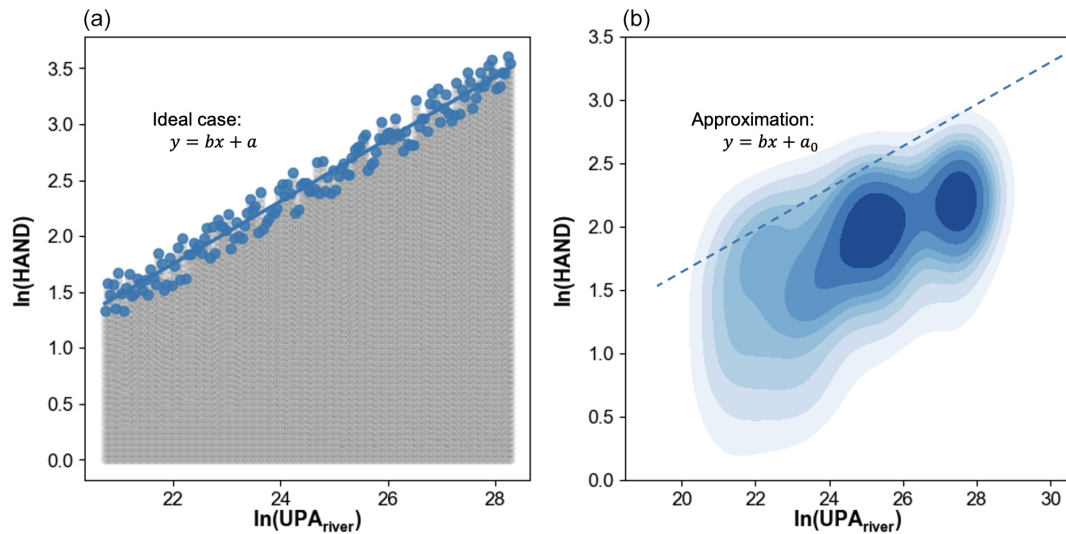 (a)
Ideal case:
y = bx + a
3.5
3.0
2.5
2.0
1.5
1.0
0.5
0.0
ln(HAND)
22
24
26
28
ln(UPAriver)
(b)
Approximation:
y = bx + a0
3.5
3.0
2.5
2.0
1.5
1.0
0.5
0.0
ln(HAND)
20
22
24
26
28
30
ln(UPAriver)